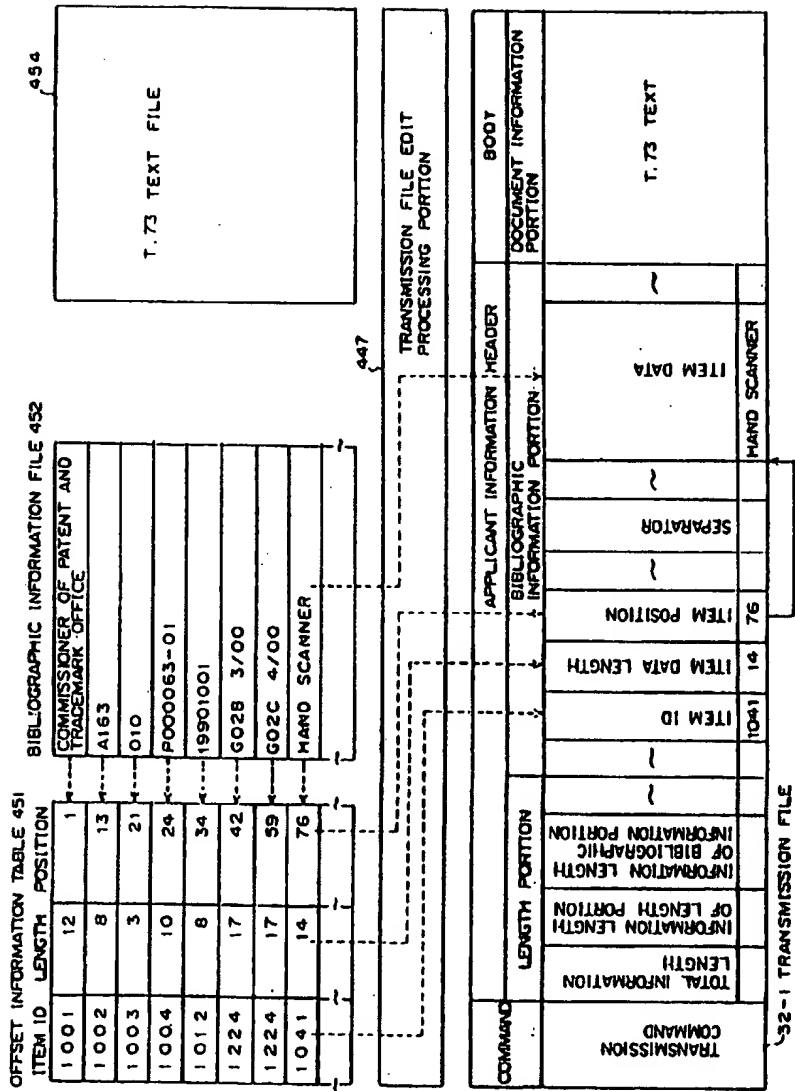 OFFSET INFORMATION TABLE 451
ITEM ID LENGTH POSITION
1001 12 1
1002 8 13
1003 3 21
1004 10 24
1012 8 34
1224 17 42
1224 17 59
1041 14 76
BIBLIOGRAPHIC INFORMATION FILE 452
COMMISSIONER OF PATENT AND
TRADEMARK OFFICE
A163
010
P000063-01
19901001
G02B 3/00
G02C 4/00
HAND SCANNER
454
T.73 TEXT FILE
447
TRANSMISSION FILE EDIT
PROCESSING PORTION
COMMAND
APPLICANT INFORMATION HEADER
BODY
LENGTH PORTION
BIBLIOGRAPHIC
INFORMATION PORTION
DOCUMENT INFORMATION
PORTION
TRANSMISSION
COMMAND
TOTAL INFORMATION
LENGTH
INFORMATION LENGTH
OF LENGTH PORTION
INFORMATION LENGTH
OF BIBLIOGRAPHIC
INFORMATION PORTION
~
~
ITEM ID
ITEM DATA LENGTH
ITEM POSITION
~
SEPARATOR
~
ITEM DATA
~
T.73 TEXT
1041 14 76 HAND SCANNER
32-1 TRANSMISSION FILE